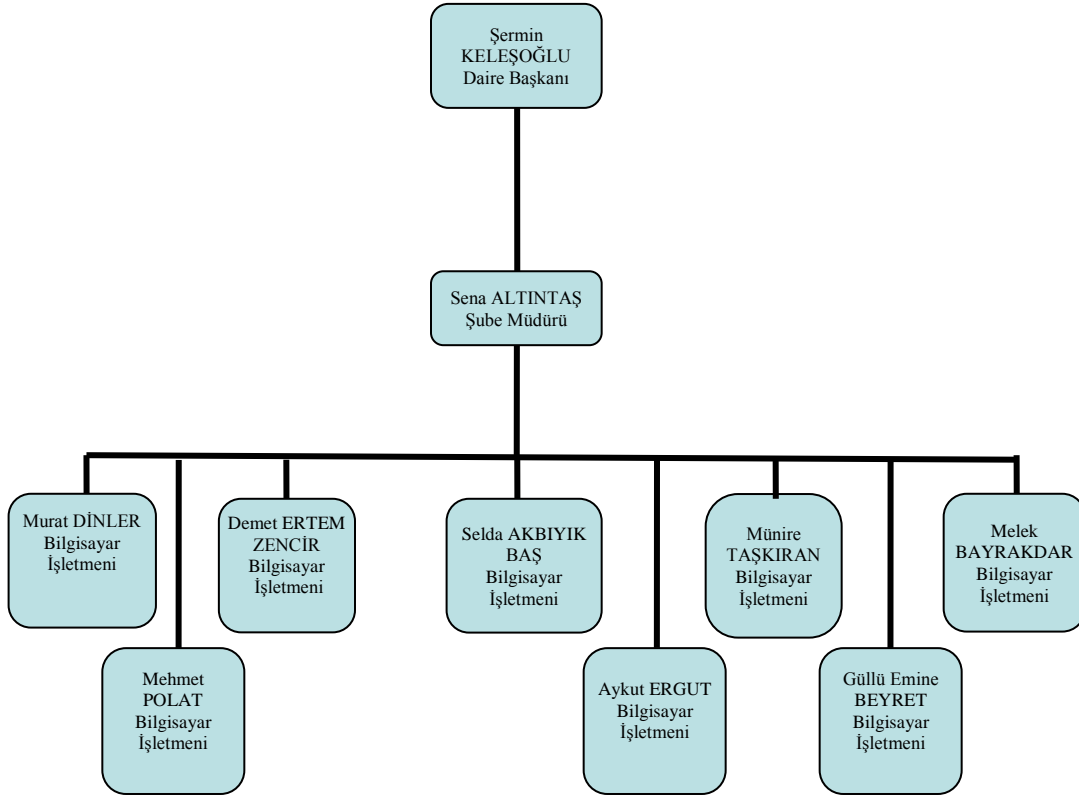 Şermin
KELEŞOĞLU
Daire Başkanı
Sena ALTINTAŞ
Şube Müdürü
Murat DİNLER
Bilgisayar
İşletmeni
Demet ERTEM
ZENCİR
Bilgisayar
İşletmeni
Selda AKBIYIK
BAŞ
Bilgisayar
İşletmeni
Münire
TAŞKIRAN
Bilgisayar
İşletmeni
Melek
BAYRAKDAR
Bilgisayar
İşletmeni
Mehmet
POLAT
Bilgisayar
İşletmeni
Aykut ERGUT
Bilgisayar
İşletmeni
Güllü Emine
BEYRET
Bilgisayar
İşletmeni